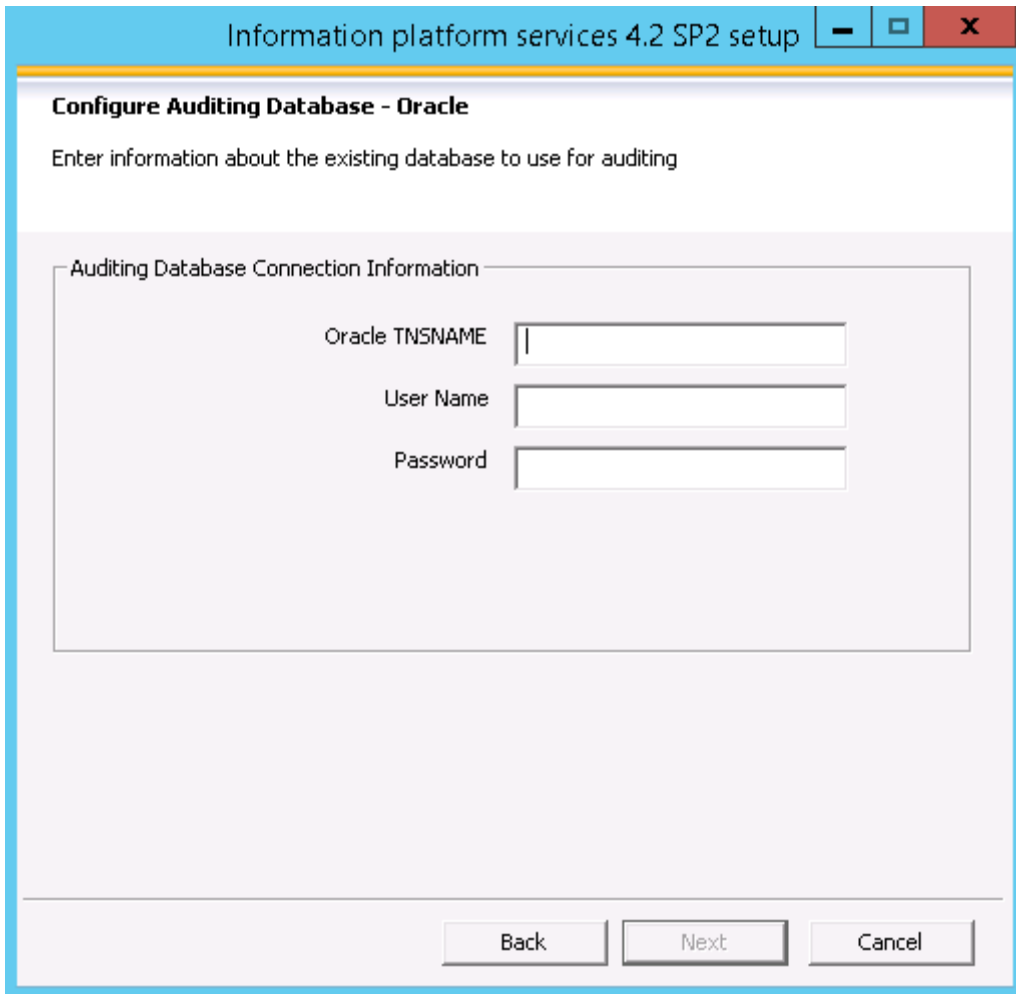 Information platform services 4.2 SP2 setup
Configure Auditing Database - Oracle
Enter information about the existing database to use for auditing
Auditing Database Connection Information
Oracle TNSNAME
User Name
Password
Back Next Cancel